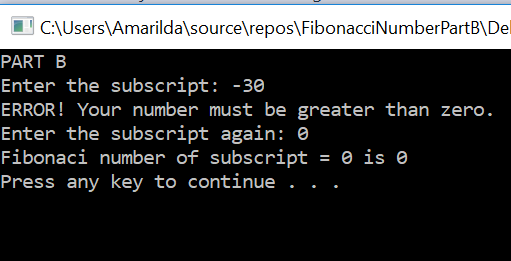 C:\Users\Amarilda\source\repos\FibonacciNumberPartB\De
PART B
Enter the subscript: -30
ERROR! Your number must be greater than zero.
Enter the subscript again: 0
Fibonaci number of subscript = 0 is 0
Press any key to continue . . .